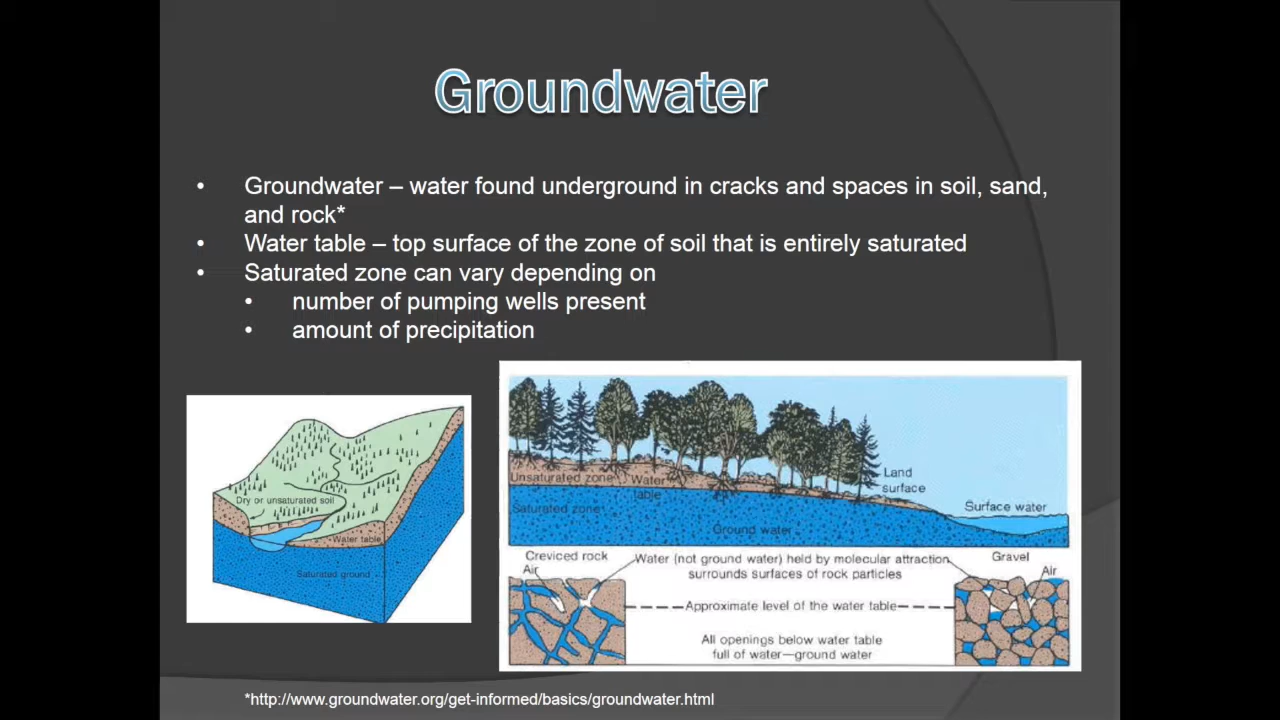 Groundwater
• Groundwater – water found underground in cracks and spaces in soil, sand,
and rock*
• Water table – top surface of the zone of soil that is entirely saturated
• Saturated zone can vary depending on
• number of pumping wells present
• amount of precipitation
Dry or unsaturated soil
Water table
Saturated ground
Unsaturated zone
Water
table
Land
surface
Saturated zone
Surface water
Ground water
Creviced rock
Air
Water (not ground water) held by molecular attraction
surrounds surfaces of rock particles
Gravel
Air
Approximate level of the water table
All openings below water table
full of water—ground water
*http://www.groundwater.org/get-informed/basics/groundwater.html